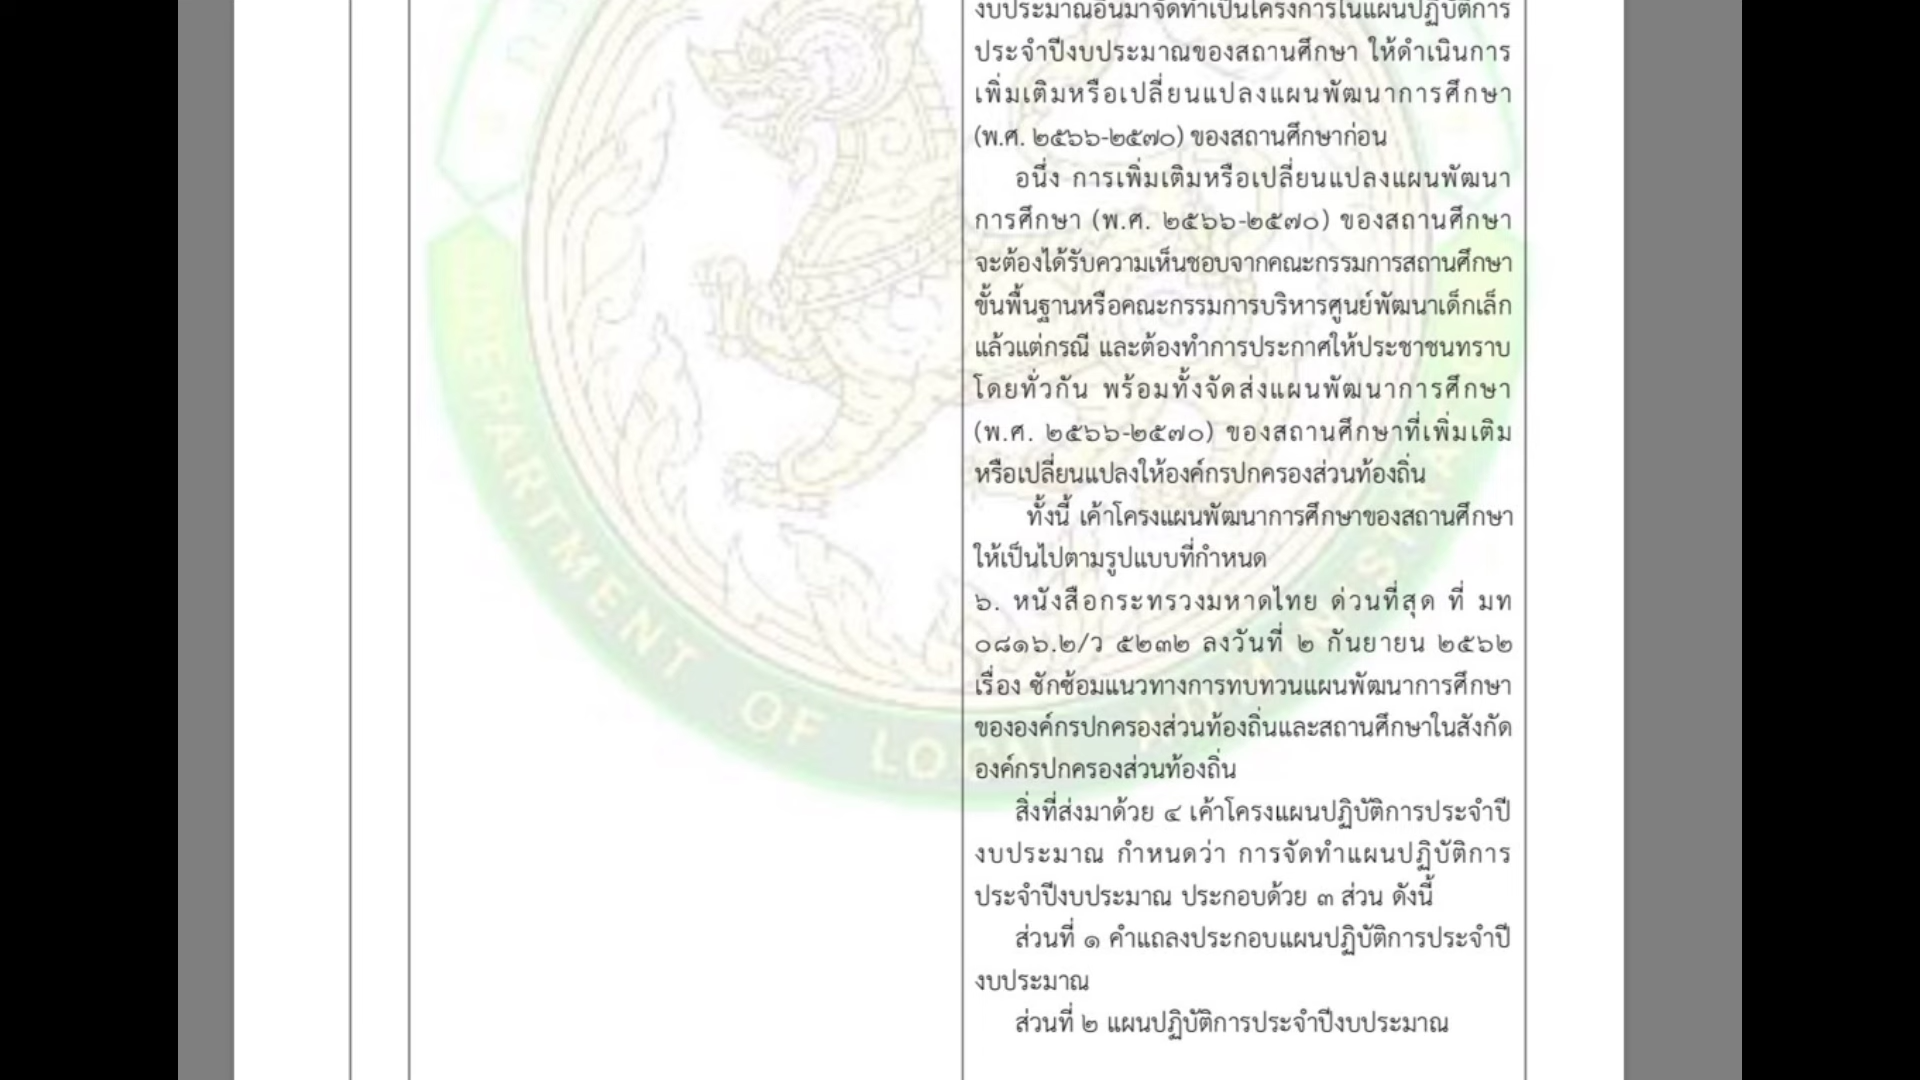 งบประมาณอื่นมาจัดทำเป็นโครงการในแผนปฏิบัติการ
ประจำปีงบประมาณของสถานศึกษา ให้ดำเนินการ
เพิ่มเติมหรือเปลี่ยนแปลงแผนพัฒนาการศึกษา
(พ.ศ. ๒๕๖๖-๒๕๗๐) ของสถานศึกษาก่อน
อนึ่ง การเพิ่มเติมหรือเปลี่ยนแปลงแผนพัฒนา
การศึกษา (พ.ศ. ๒๕๖๖-๒๕๗๐) ของสถานศึกษา
จะต้องได้รับความเห็นชอบจากคณะกรรมการสถานศึกษา
ขั้นพื้นฐานหรือคณะกรรมการบริหารศูนย์พัฒนาเด็กเล็ก
แล้วแต่กรณี และต้องทำการประกาศให้ประชาชนทราบ
โดยทั่วกัน พร้อมทั้งจัดส่งแผนพัฒนาการศึกษา
(พ.ศ. ๒๕๖๖-๒๕๗๐) ของสถานศึกษาที่เพิ่มเติม
หรือเปลี่ยนแปลงให้องค์กรปกครองส่วนท้องถิ่น
ทั้งนี้ เค้าโครงแผนพัฒนาการศึกษาของสถานศึกษา
ให้เป็นไปตามรูปแบบที่กำหนด
๖. หนังสือกระทรวงมหาดไทย ด่วนที่สุด ที่ มท
๐๘๑๖.๒/ว ๕๒๓๒ ลงวันที่ ๒ กันยายน ๒๕๖๒
เรื่อง ซักซ้อมแนวทางการทบทวนแผนพัฒนาการศึกษา
ขององค์กรปกครองส่วนท้องถิ่นและสถานศึกษาในสังกัด
องค์กรปกครองส่วนท้องถิ่น
สิ่งที่ส่งมาด้วย ๔ เค้าโครงแผนปฏิบัติการประจำปี
งบประมาณ กำหนดว่า การจัดทำแผนปฏิบัติการ
ประจำปีงบประมาณ ประกอบด้วย ๓ ส่วน ดังนี้
ส่วนที่ ๑ คำแถลงประกอบแผนปฏิบัติการประจำปี
งบประมาณ
ส่วนที่ ๒ แผนปฏิบัติการประจำปีงบประมาณ
DEPARTMENT OF LOCAL